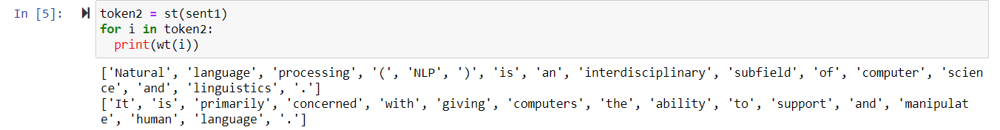 In [5]:
token2 = st(sent1)
for i in token2:
  print(wt(i))
['Natural', 'language', 'processing', '(', 'NLP', ')', 'is', 'an', 'interdisciplinary', 'subfield', 'of', 'computer', 'scien
ce', 'and', 'linguistics', '.']
['It', 'is', 'primarily', 'concerned', 'with', 'giving', 'computers', 'the', 'ability', 'to', 'support', 'and', 'manipulat
e', 'human', 'language', '.']